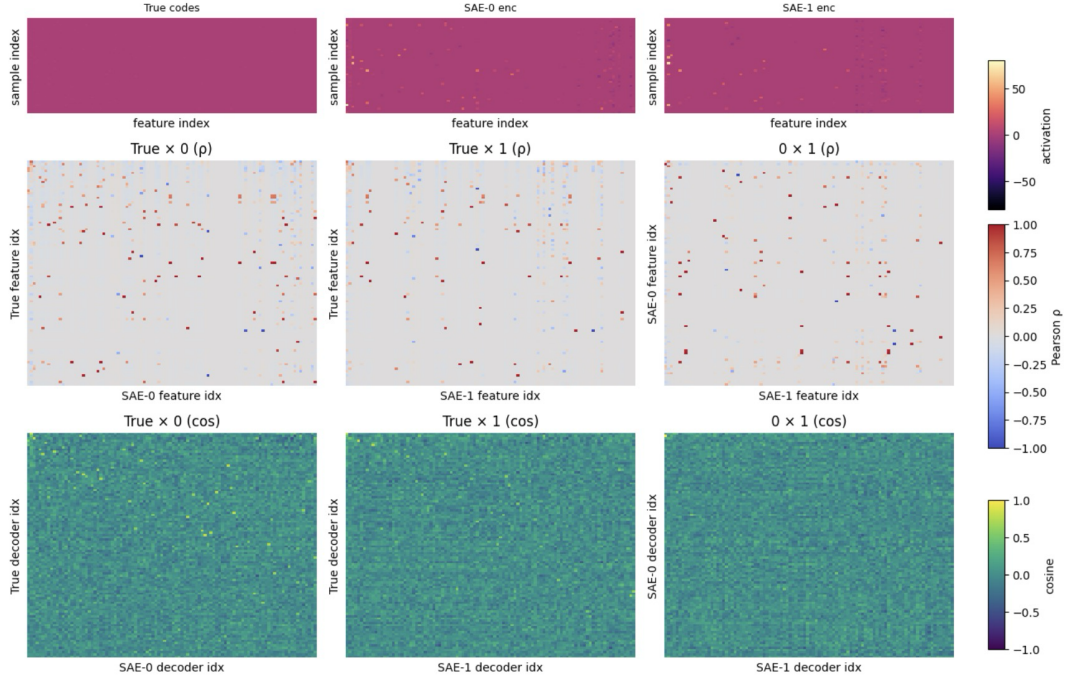 True codes
SAE-0 enc
SAE-1 enc
sample index
sample index
sample index
feature index
feature index
feature index
50
0
−50
activation
True × 0 (ρ)
True × 1 (ρ)
0 × 1 (ρ)
True feature idx
True feature idx
SAE-0 feature idx
SAE-0 feature idx
SAE-1 feature idx
SAE-1 feature idx
1.00
0.75
0.50
0.25
0.00
−0.25
−0.50
−0.75
−1.00
Pearson ρ
True × 0 (cos)
True × 1 (cos)
0 × 1 (cos)
True decoder idx
True decoder idx
SAE-0 decoder idx
SAE-0 decoder idx
SAE-1 decoder idx
SAE-1 decoder idx
1.0
0.5
0.0
−0.5
−1.0
cosine